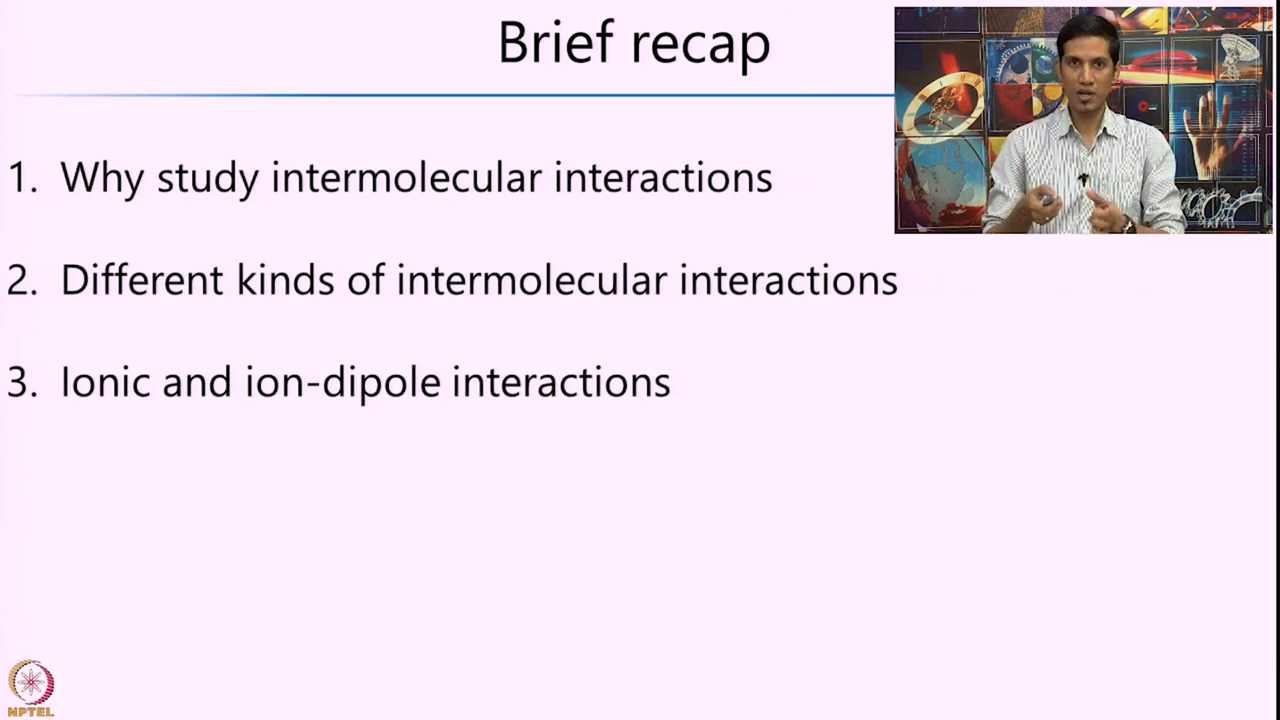 Brief recap
1. Why study intermolecular interactions
2. Different kinds of intermolecular interactions
3. Ionic and ion-dipole interactions
NPTEL